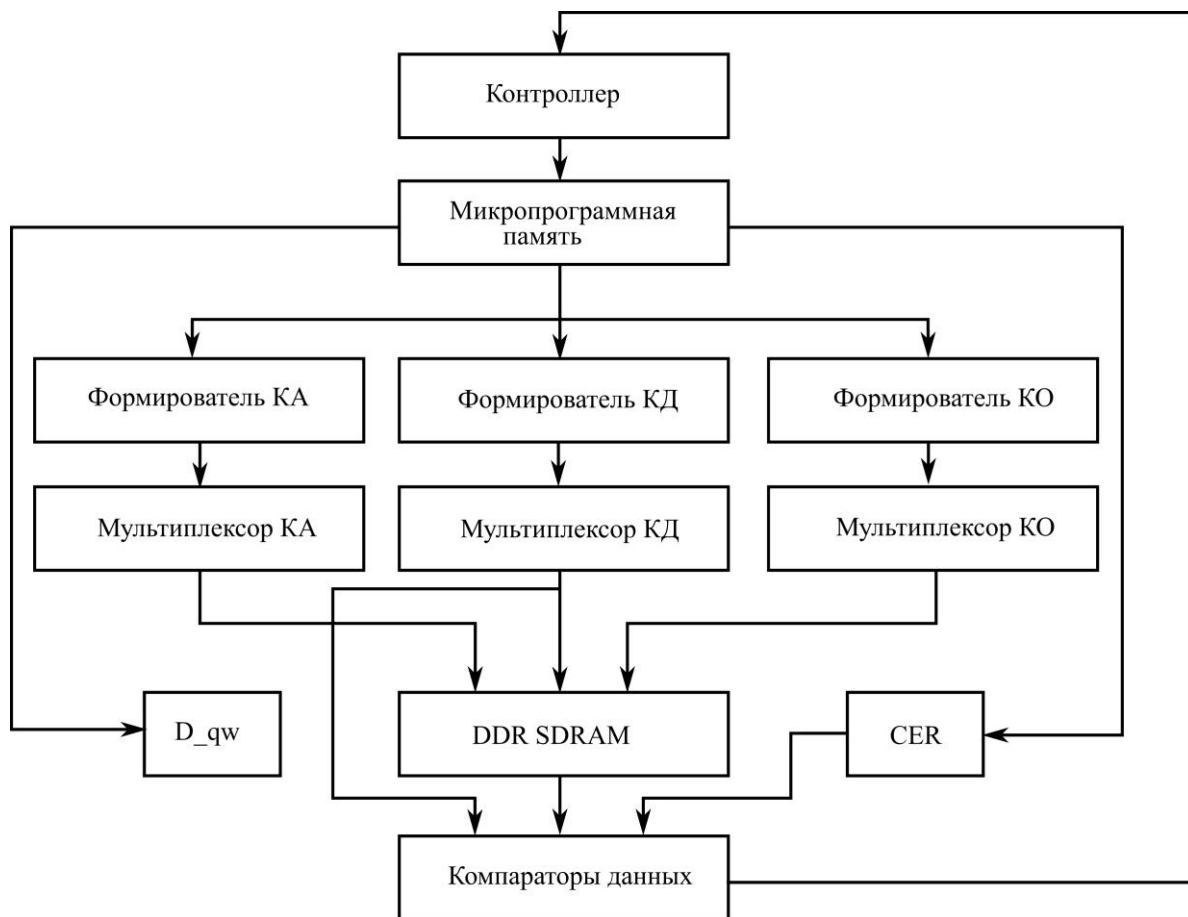 Контроллер
Микропрограммная
память
Формирователь КА
Формирователь КД
Формирователь КО
Мультиплексор КА
Мультиплексор КД
Мультиплексор КО
D_qw
DDR SDRAM
CER
Компараторы данных